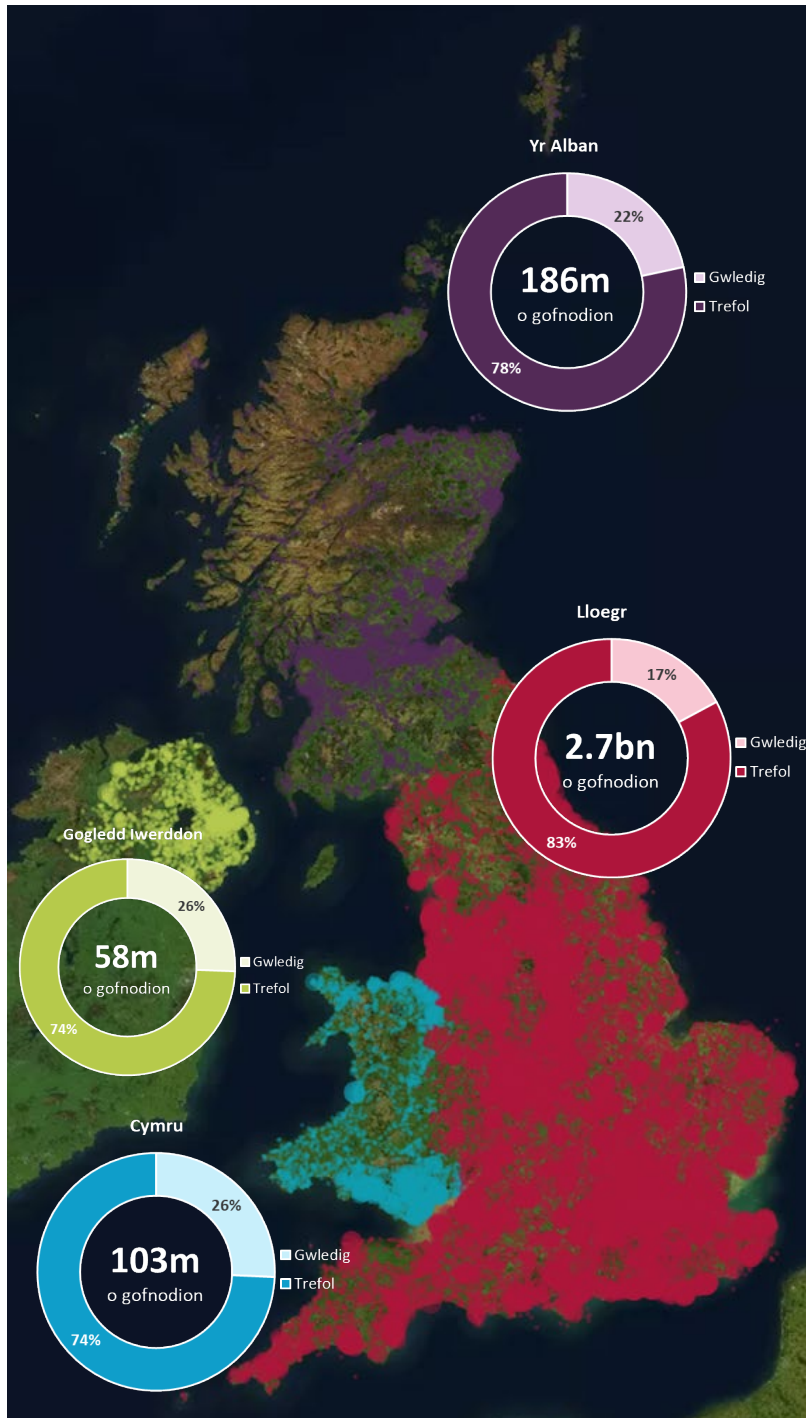 Yr Alban
22%
186m
o gofnodion
78%
Gwledig
Trefol
Lloegr
17%
2.7bn
o gofnodion
83%
Gwledig
Trefol
Gogledd Iwerddon
26%
58m
o gofnodion
74%
Gwledig
Trefol
Cymru
26%
103m
o gofnodion
74%
Gwledig
Trefol